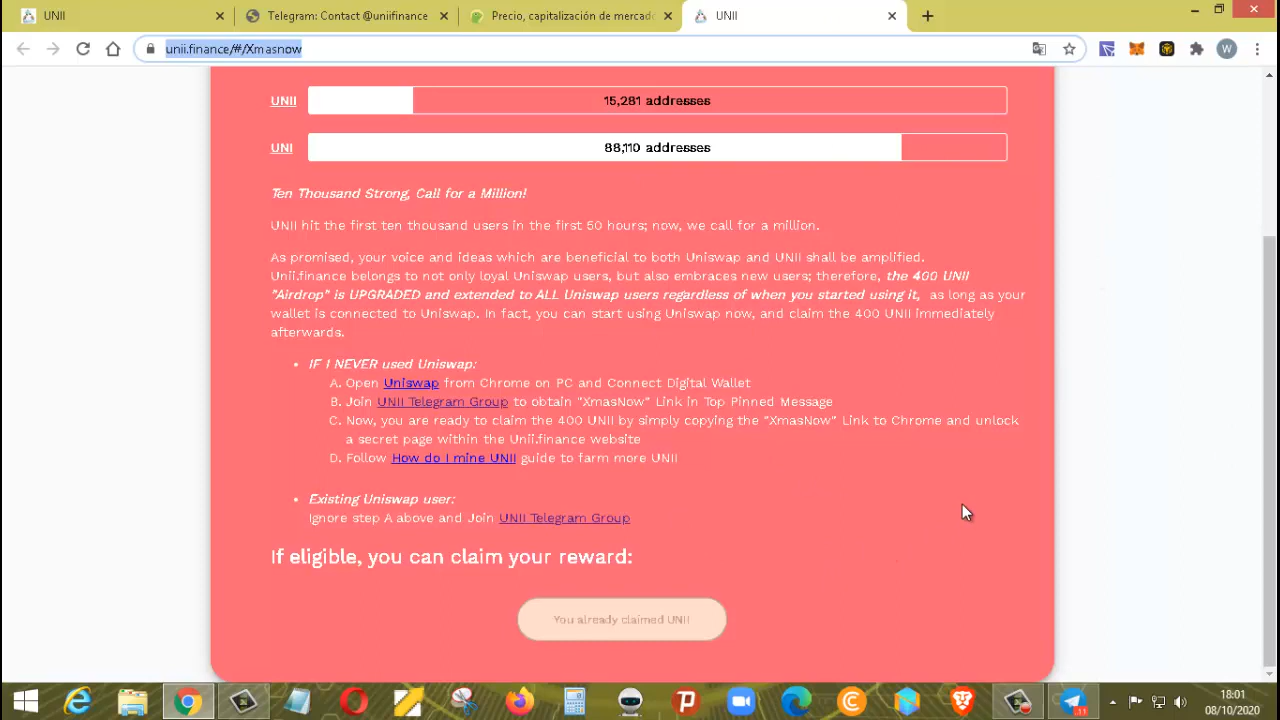 UNII
Telegram: Contact @uniifinance
Precio, capitalización de mercado
UNII
unii.finance/#/Xmasnow
W
UNII 15,281 addresses
UNI 88,110 addresses
Ten Thousand Strong, Call for a Million!
UNII hit the first ten thousand users in the first 50 hours; now, we call for a million.
As promised, your voice and ideas which are beneficial to both Uniswap and UNII shall be amplified.
Unii.finance belongs to not only loyal Uniswap users, but also embraces new users; therefore, the 400 UNII
"Airdrop" is UPGRADED and extended to ALL Uniswap users regardless of when you started using it, as long as your
wallet is connected to Uniswap. In fact, you can start using Uniswap now, and claim the 400 UNII immediately
afterwards.
• IF I NEVER used Uniswap:
A. Open Uniswap from Chrome on PC and Connect Digital Wallet
B. Join UNII Telegram Group to obtain "XmasNow" Link in Top Pinned Message
C. Now, you are ready to claim the 400 UNII by simply copying the "XmasNow" Link to Chrome and unlock
a secret page within the Unii.finance website
D. Follow How do I mine UNII guide to farm more UNII
• Existing Uniswap user:
Ignore step A above and Join UNII Telegram Group
If eligible, you can claim your reward:
You already claimed UNII
18:01
08/10/2020